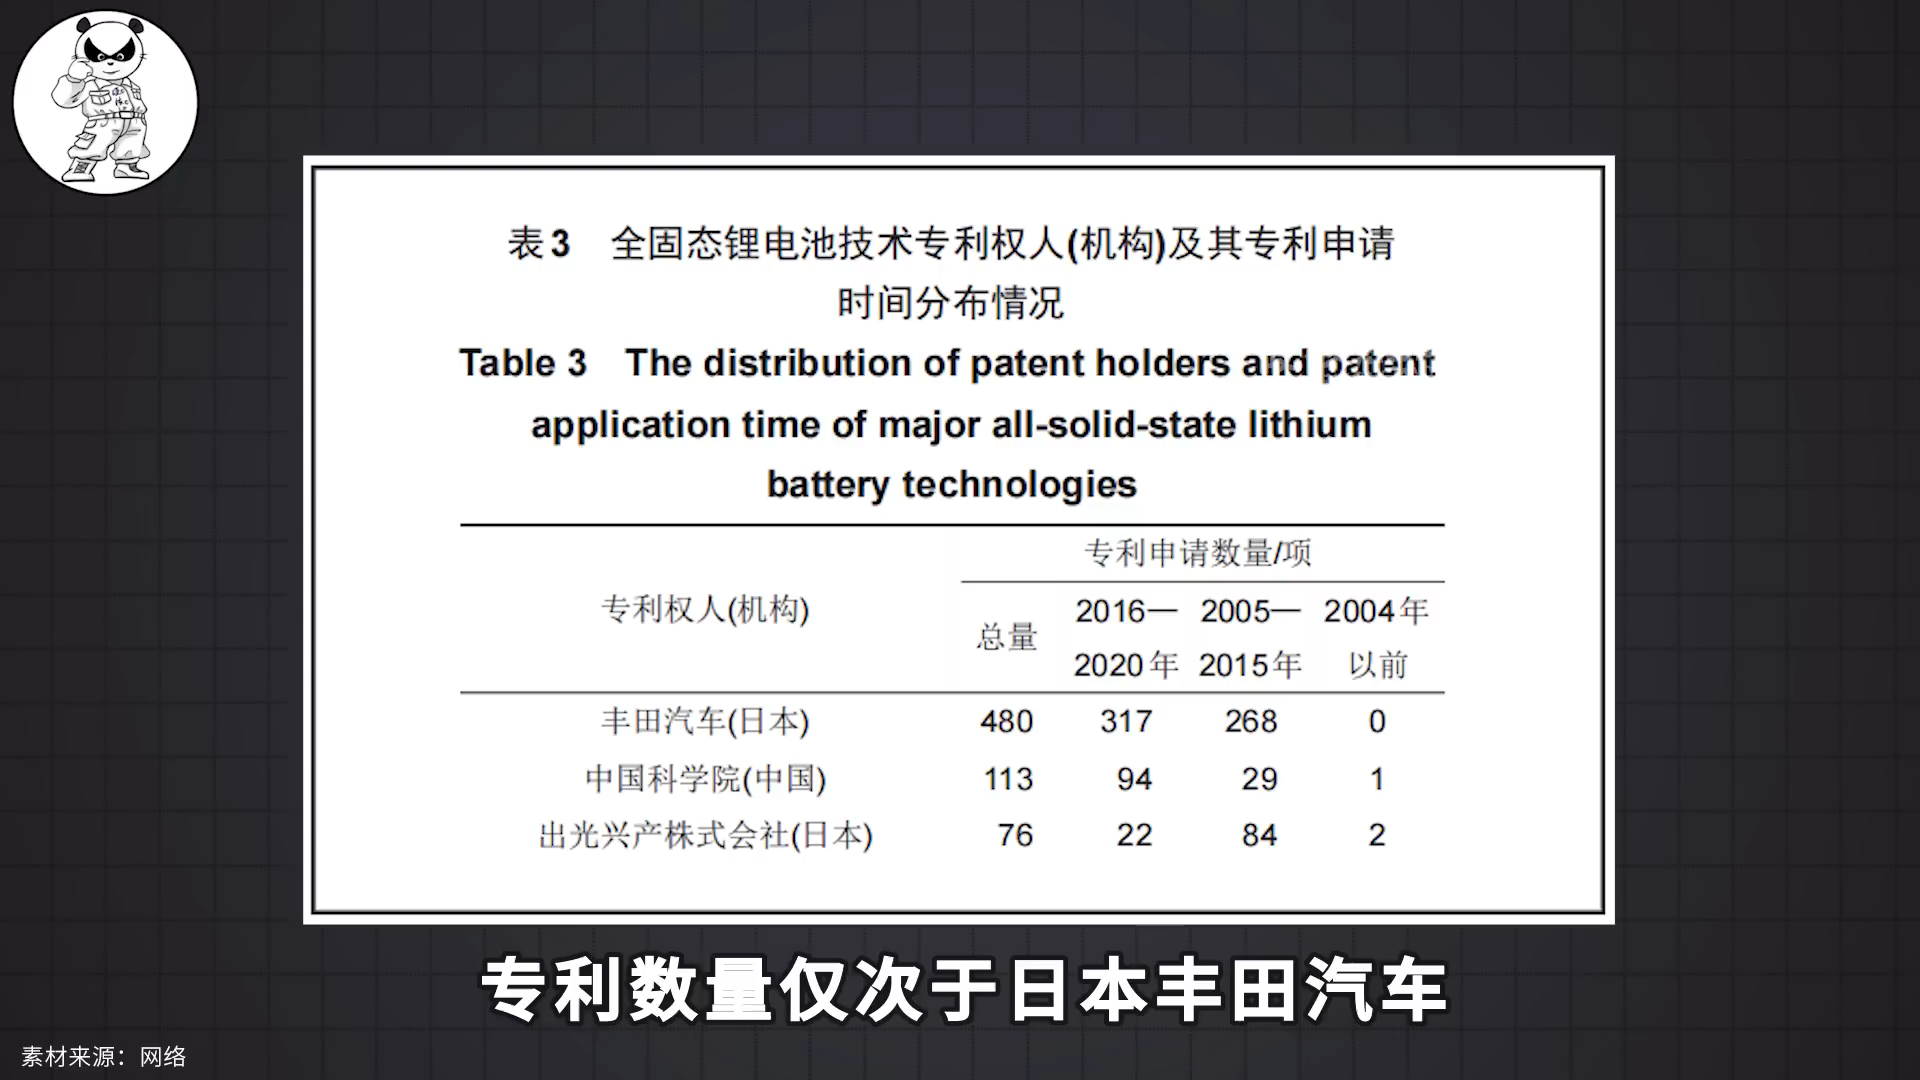 表3 全固态锂电池技术专利权人(机构)及其专利申请
时间分布情况
Table 3 The distribution of patent holders and patent
application time of major all-solid-state lithium
battery technologies
专利申请数量/项
专利权人(机构) 总量 2016— 2005— 2004年
2020年 2015年 以前
丰田汽车(日本) 480 317 268 0
中国科学院(中国) 113 94 29 1
出光兴产株式会社(日本) 76 22 84 2
专利数量仅次于日本丰田汽车
素材来源：网络